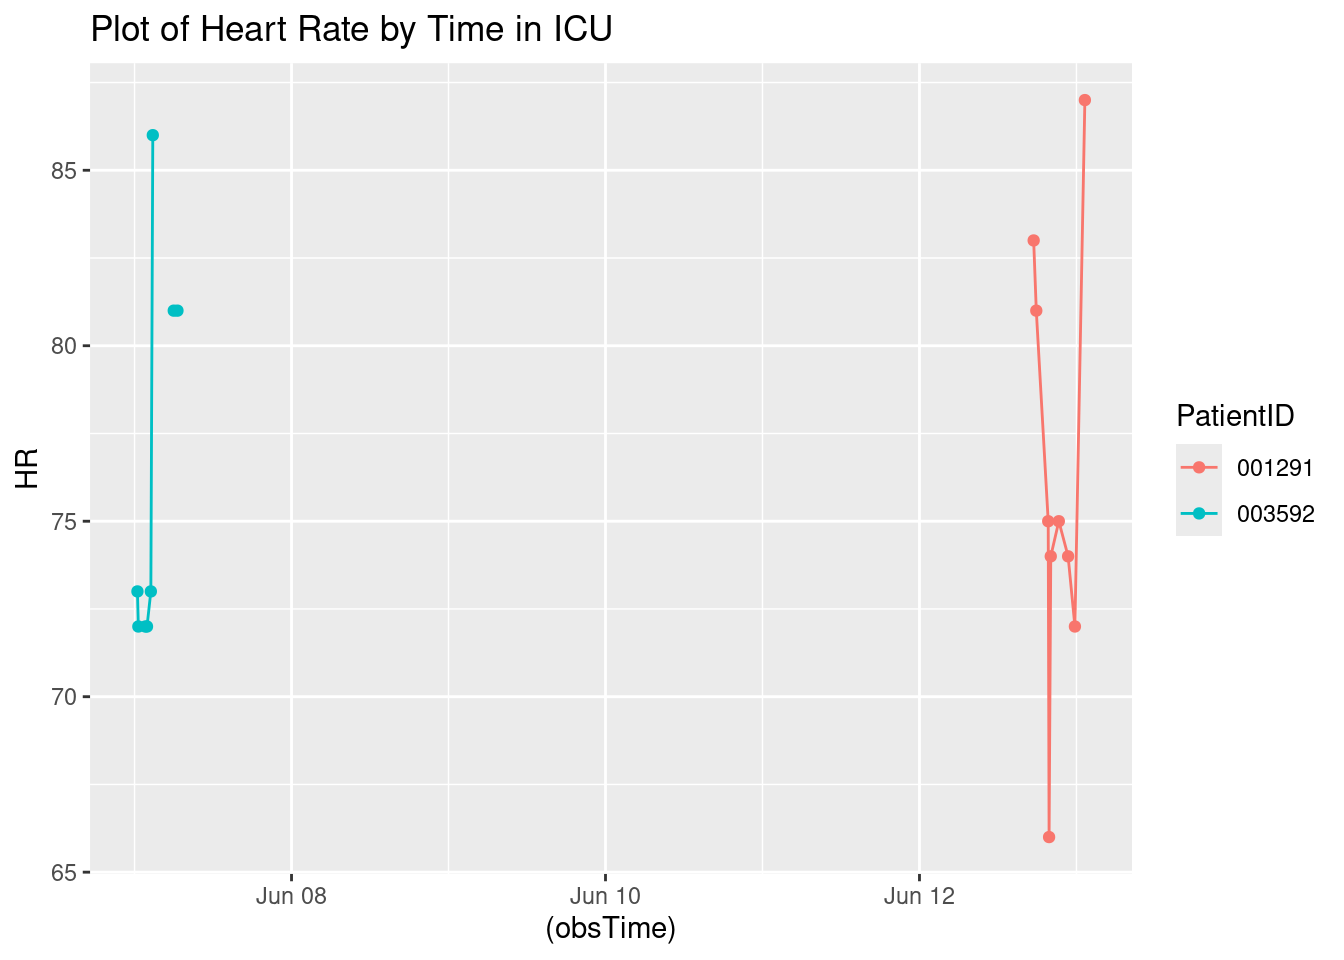 Plot of Heart Rate by Time in ICU
85
80
75
70
65
HR
Jun 08
Jun 10
Jun 12
(obsTime)
PatientID
001291
003592